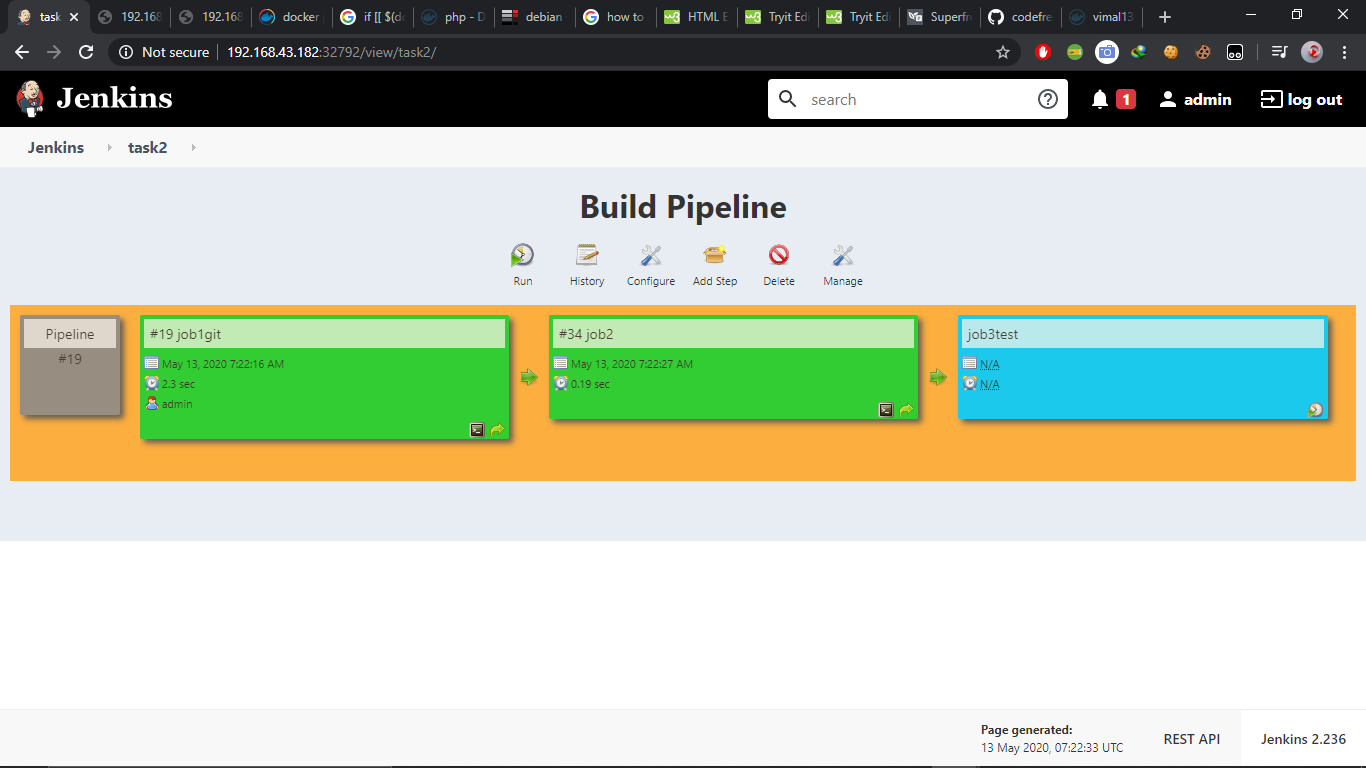 task
192.168
192.168
docker
if [[ $(d
php - D
debian
how to
HTML E
Tryit Edi
Tryit Edi
Superfr
codefre
vimal13
Not secure
192.168.43.182:32792/view/task2/
Jenkins
search
1
admin
log out
Jenkins
task2
Build Pipeline
Run
History
Configure
Add Step
Delete
Manage
Pipeline
#19
#19 job1git
May 13, 2020 7:22:16 AM
2.3 sec
admin
#34 job2
May 13, 2020 7:22:27 AM
0.19 sec
job3test
N/A
N/A
Page generated:
13 May 2020, 07:22:33 UTC
REST API
Jenkins 2.236